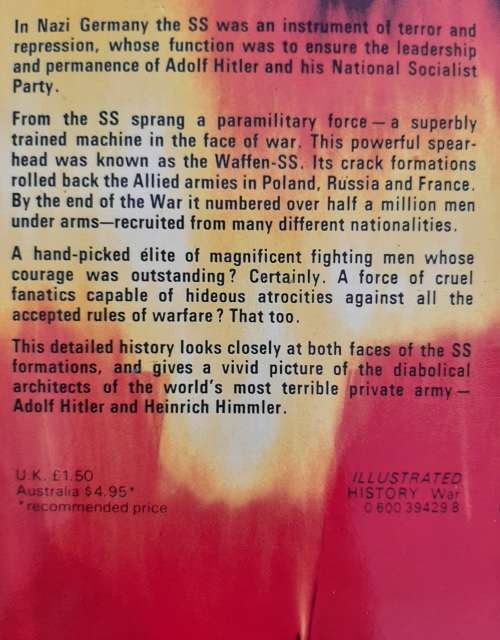 In Nazi Germany the SS was an instrument of terror and
repression, whose function was to ensure the leadership
and permanence of Adolf Hitler and his National Socialist
Party.
From the SS sprang a paramilitary force — a superbly
trained machine in the face of war. This powerful spear-
head was known as the Waffen-SS. Its crack formations
rolled back the Allied armies in Poland, Russia and France.
By the end of the War it numbered over half a million men
under arms—recruited from many different nationalities.
A hand-picked élite of magnificent fighting men whose
courage was outstanding? Certainly. A force of cruel
fanatics capable of hideous atrocities against all the
accepted rules of warfare? That too.
This detailed history looks closely at both faces of the SS
formations, and gives a vivid picture of the diabolical
architects of the world's most terrible private army —
Adolf Hitler and Heinrich Himmler.
U.K. £1.50
Australia $4.95*
*recommended price
ILLUSTRATED
HISTORY War
0 600 39429 8